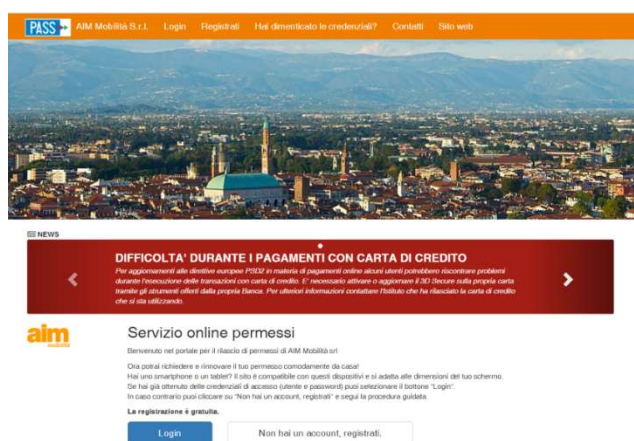 PASS AIM Mobilità S.r.l. Login Registrati Hai dimenticato le credenziali? Contatti Sito web
NEWS
DIFFICOLTA' DURANTE I PAGAMENTI CON CARTA DI CREDITO
Per aggiornamenti alle direttive europee PSD2 in materia di pagamenti online alcuni utenti potrebbero riscontrare problemi
durante l'esecuzione delle transazioni con carta di credito. E' necessario attivare o aggiornare il 3D Secure sulla propria carta
tramite gli strumenti offerti dalla propria Banca. Per ulteriori informazioni contattare l'Istituto che ha rilasciato la carta di credito
che si sta utilizzando.
aim
mobilità
Servizio online permessi
Benvenuto nel portale per il rilascio di permessi di AIM Mobilità srl
Ora potrai richiedere e rinnovare il tuo permesso comodamente da casa!
Hai uno smartphone o un tablet? Il sito è compatibile con questi dispositivi e si adatta alle dimensioni del tuo schermo.
Se hai già ottenuto delle credenziali di accesso (utente e password) puoi selezionare il bottone "Login".
In caso contrario puoi cliccare su "Non hai un account, registrati" e segui la procedura guidata.
La registrazione è gratuita.
Login Non hai un account, registrati.